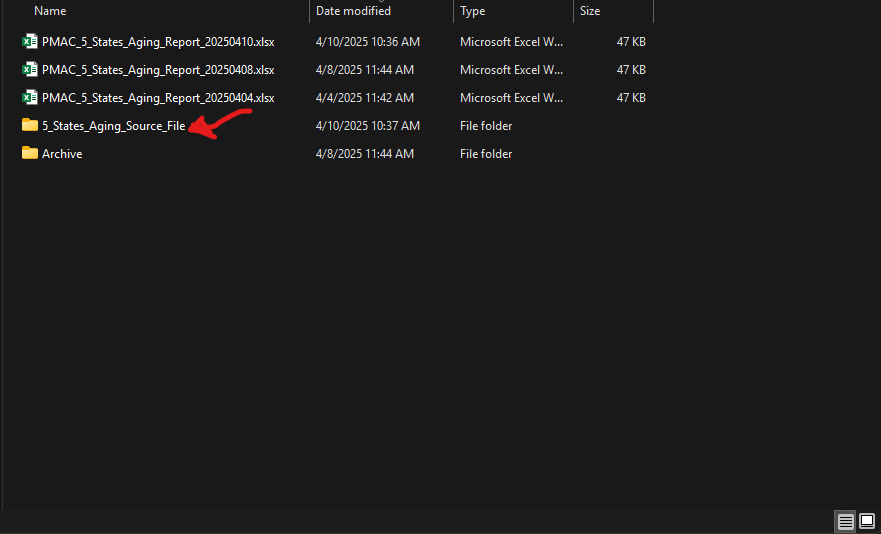 Name Date modified Type Size
PMAC_5_States_Aging_Report_20250410.xlsx 4/10/2025 10:36 AM Microsoft Excel W... 47 KB
PMAC_5_States_Aging_Report_20250408.xlsx 4/8/2025 11:44 AM Microsoft Excel W... 47 KB
PMAC_5_States_Aging_Report_20250404.xlsx 4/4/2025 11:42 AM Microsoft Excel W... 47 KB
5_States_Aging_Source_File 4/10/2025 10:37 AM File folder
Archive 4/8/2025 11:44 AM File folder